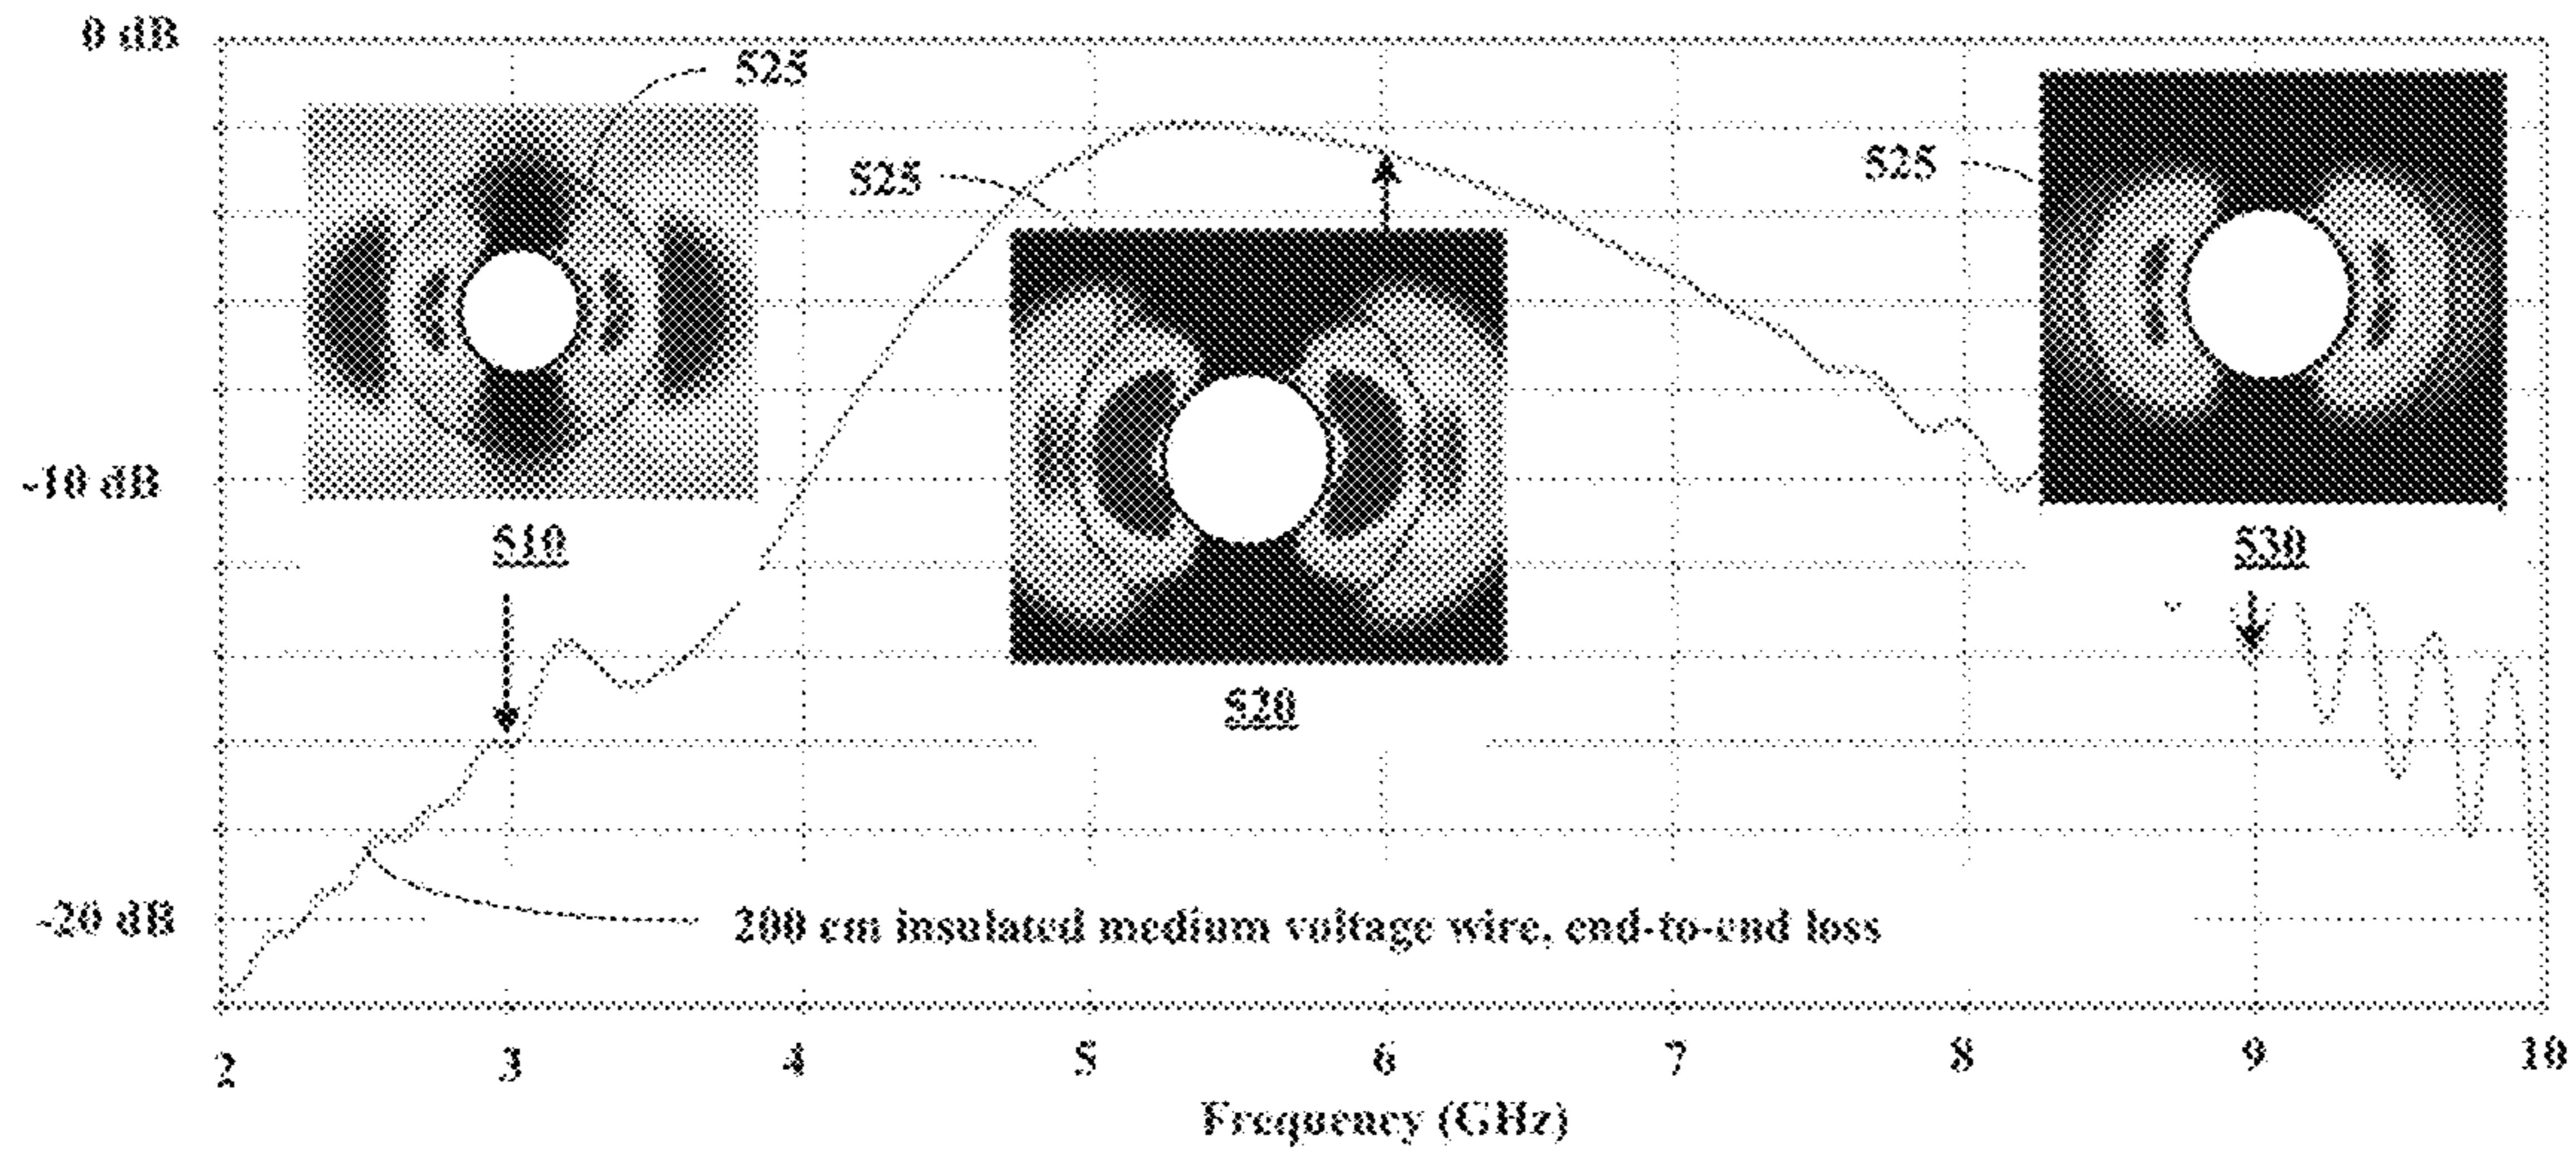 0 dB
525
525
525
-10 dB
510
530
520
-20 dB
200 cm insulated medium voltage wire, end-to-end loss
2 3 4 5 6 7 8 9 10
Frequency (GHz)